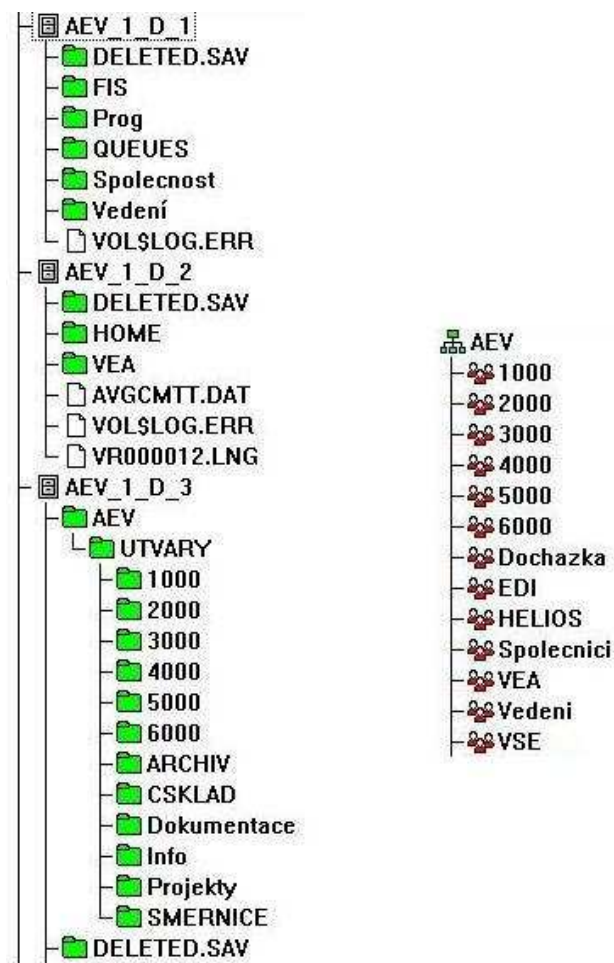 AEV_1_D_1
DELETED.SAV
FIS
Prog
QUEUES
Spolecnost
Vedení
VOL$LOG.ERR
AEV_1_D_2
DELETED.SAV
HOME
VEA
AVGCMTT.DAT
VOL$LOG.ERR
VR000012.LNG
AEV_1_D_3
AEV
UTVARY
1000
2000
3000
4000
5000
6000
ARCHIV
CSKLAD
Dokumentace
Info
Projekty
SMERNICE
DELETED.SAV
AEV
1000
2000
3000
4000
5000
6000
Dochazka
EDI
HELIOS
Spolecnici
VEA
Vedeni
VSE